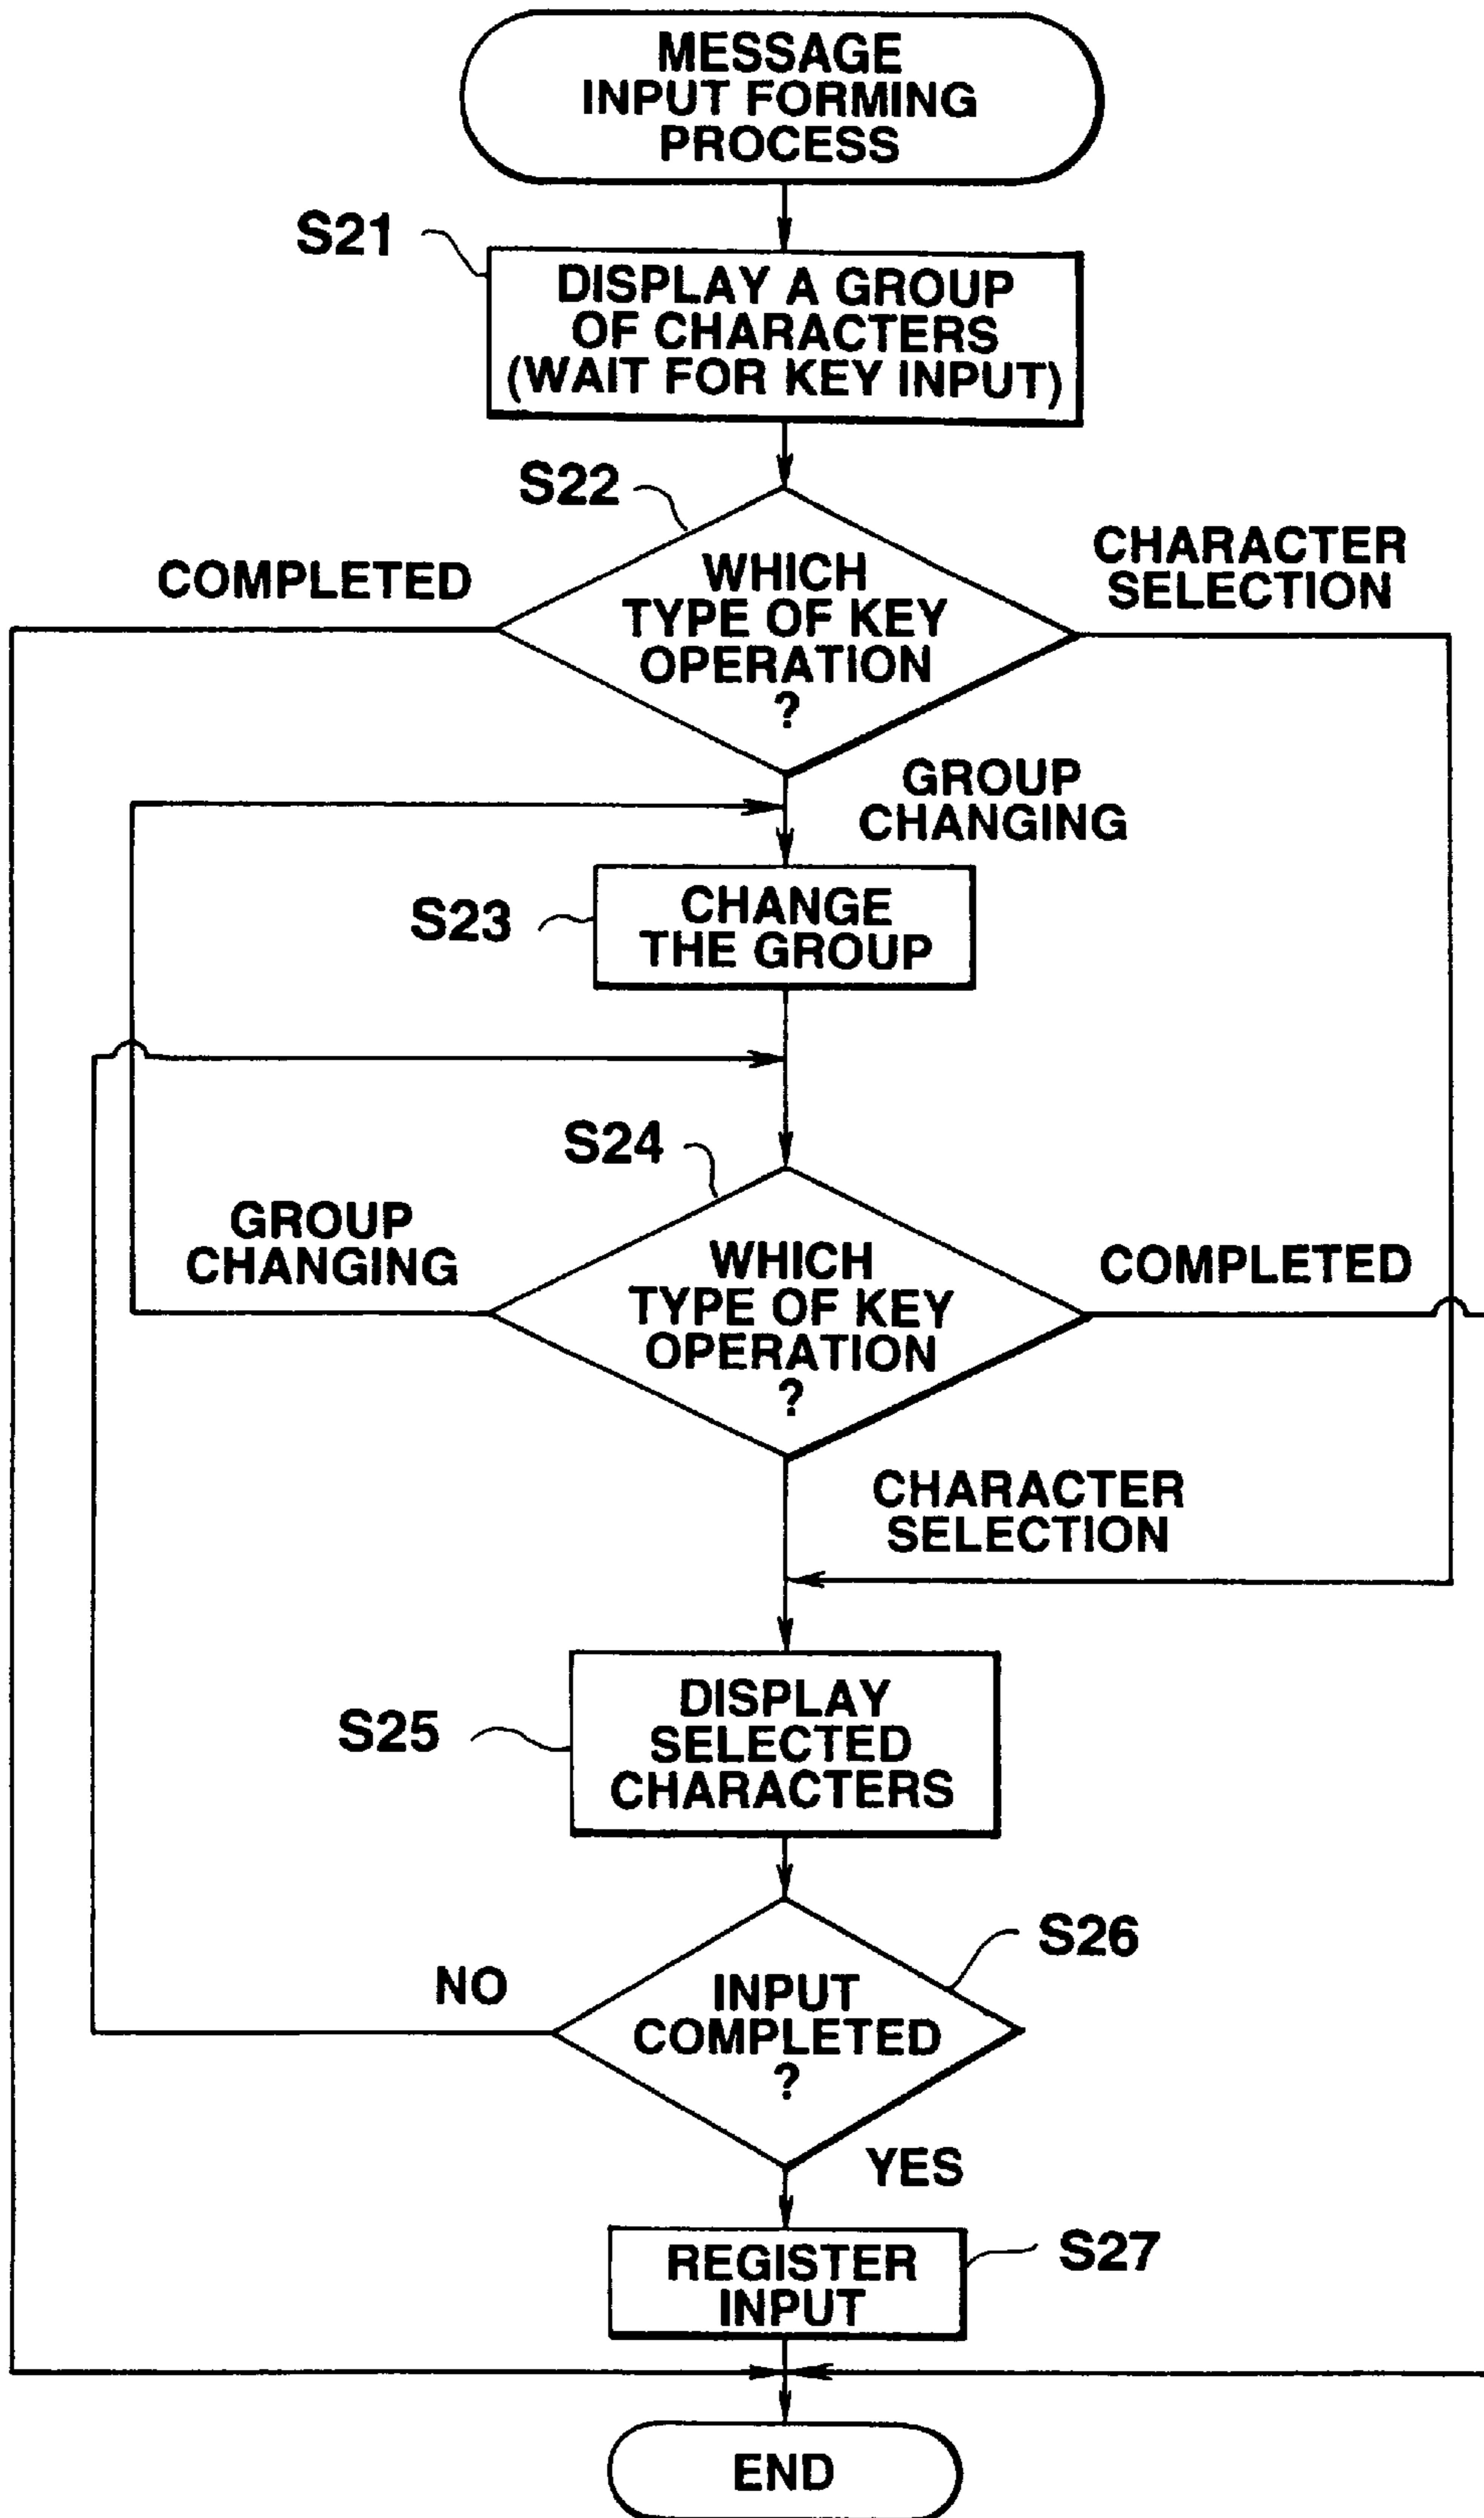 MESSAGE
INPUT FORMING
PROCESS
S21
DISPLAY A GROUP
OF CHARACTERS
(WAIT FOR KEY INPUT)
S22
COMPLETED
WHICH
TYPE OF KEY
OPERATION
?
CHARACTER
SELECTION
GROUP
CHANGING
S23
CHANGE
THE GROUP
S24
GROUP
CHANGING
WHICH
TYPE OF KEY
OPERATION
?
COMPLETED
CHARACTER
SELECTION
S25
DISPLAY
SELECTED
CHARACTERS
S26
NO
INPUT
COMPLETED
?
YES
REGISTER
INPUT
S27
END